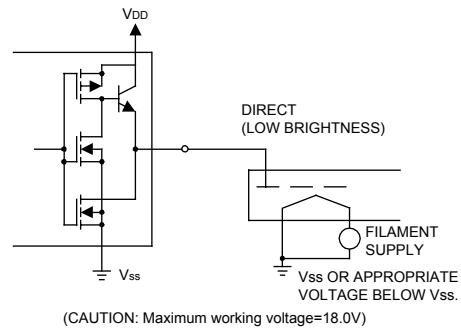 VDD
DIRECT
(LOW BRIGHTNESS)
FILAMENT
SUPPLY
Vss
Vss OR APPROPRIATE
VOLTAGE BELOW Vss.
(CAUTION: Maximum working voltage=18.0V)